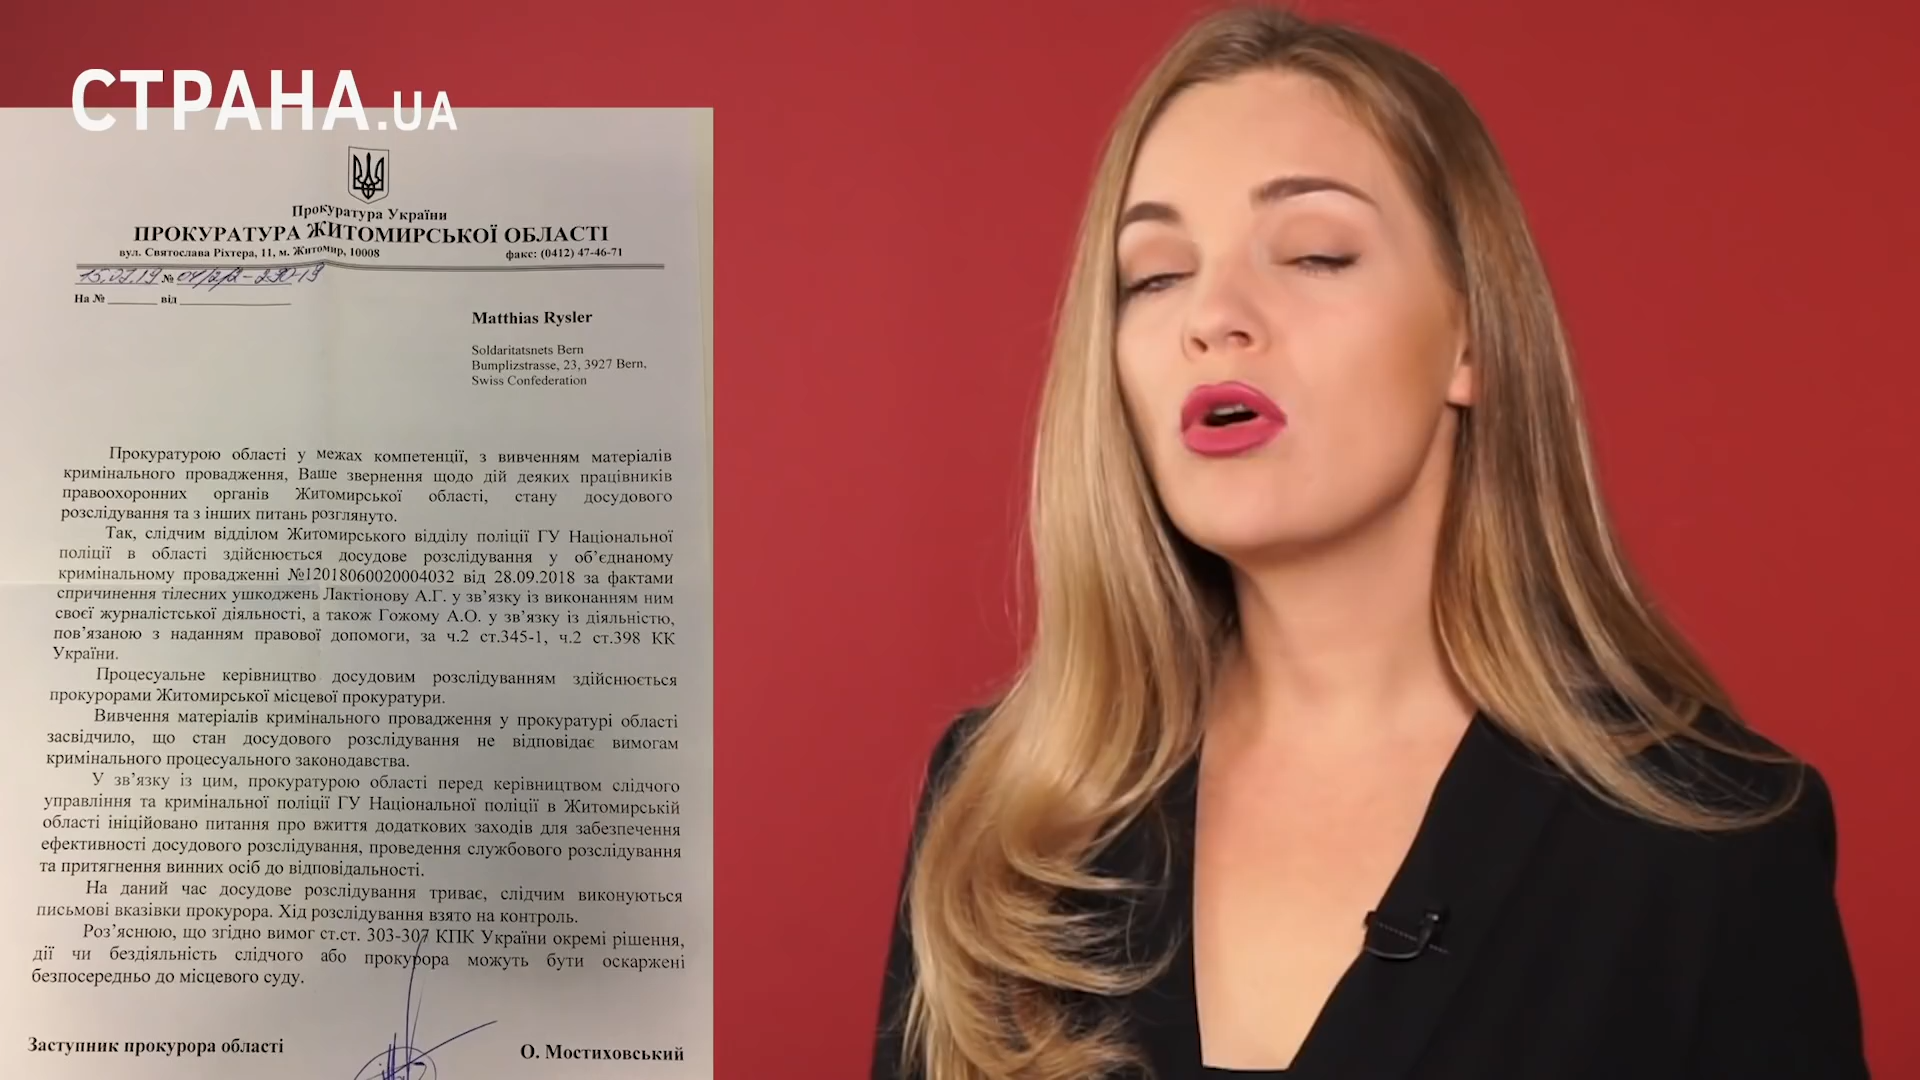 СТРАНА.UA
Прокуратура України
ПРОКУРАТУРА ЖИТОМИРСЬКОЇ ОБЛАСТІ
вул. Святослава Ріхтера, 11, м. Житомир, 10008 факс: (0412) 47-46-71
№
На № ________ від ________________
Matthias Rysler
Soldaritatsnets Bern
Bumplizstrasse, 23, 3927 Bern,
Swiss Confederation
Прокуратурою області у межах компетенції, з вивченням матеріалів
кримінального провадження, Ваше звернення щодо дій деяких працівників
правоохоронних органів Житомирської області, стану досудового
розслідування та з інших питань розглянуто.
Так, слідчим відділом Житомирського відділу поліції ГУ Національної
поліції в області здійснюється досудове розслідування у об’єднаному
кримінальному провадженні №12018060020004032 від 28.09.2018 за фактами
спричинення тілесних ушкоджень Лактіонову А.Г. у зв’язку із виконанням ним
своєї журналістської діяльності, а також Гожому А.О. у зв’язку із діяльністю,
пов’язаною з наданням правової допомоги, за ч.2 ст.345-1, ч.2 ст.398 КК
України.
Процесуальне керівництво досудовим розслідуванням здійснюється
прокурорами Житомирської місцевої прокуратури.
Вивчення матеріалів кримінального провадження у прокуратурі області
засвідчило, що стан досудового розслідування не відповідає вимогам
кримінального процесуального законодавства.
У зв’язку із цим, прокуратурою області перед керівництвом слідчого
управління та кримінальної поліції ГУ Національної поліції в Житомирській
області ініційовано питання про вжиття додаткових заходів для забезпечення
ефективності досудового розслідування, проведення службового розслідування
та притягнення винних осіб до відповідальності.
На даний час досудове розслідування триває, слідчим виконуються
письмові вказівки прокурора. Хід розслідування взято на контроль.
Роз’яснюю, що згідно вимог ст.ст. 303-307 КПК України окремі рішення,
дії чи бездіяльність слідчого або прокурора можуть бути оскаржені
безпосередньо до місцевого суду.
Заступник прокурора області О. Мостиховський